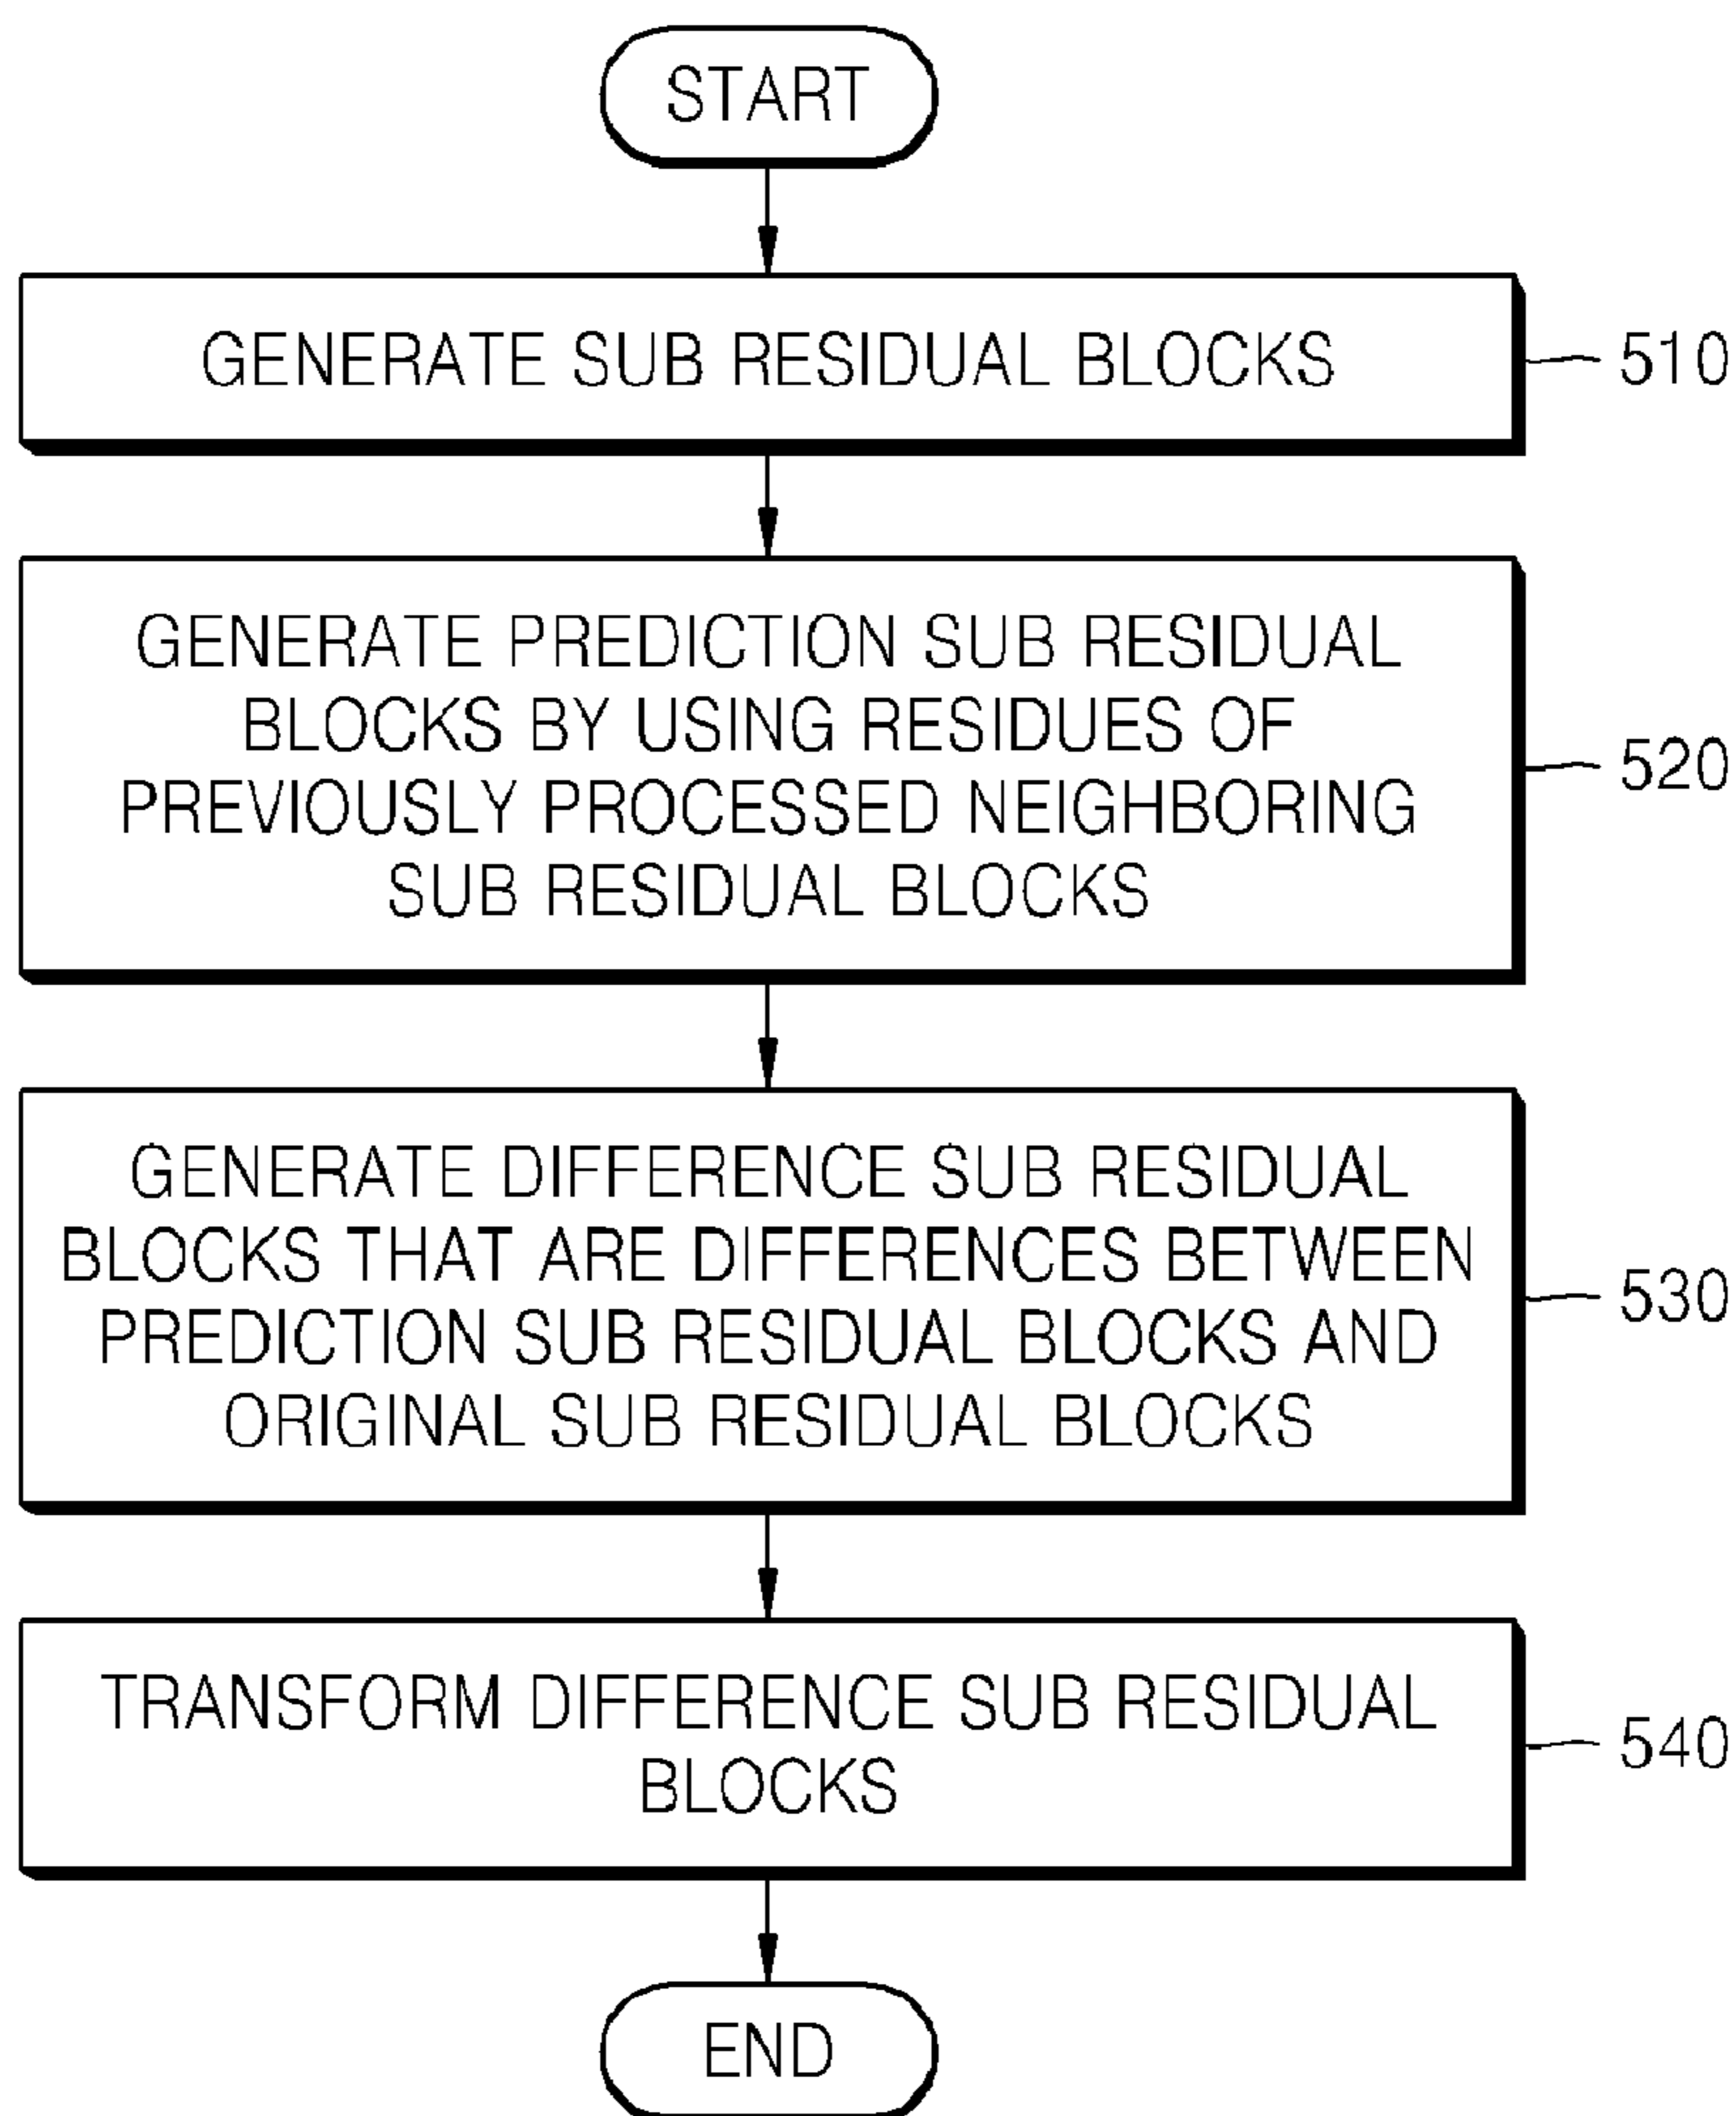 START
GENERATE SUB RESIDUAL BLOCKS
510
GENERATE PREDICTION SUB RESIDUAL
BLOCKS BY USING RESIDUES OF
PREVIOUSLY PROCESSED NEIGHBORING
SUB RESIDUAL BLOCKS
520
GENERATE DIFFERENCE SUB RESIDUAL
BLOCKS THAT ARE DIFFERENCES BETWEEN
PREDICTION SUB RESIDUAL BLOCKS AND
ORIGINAL SUB RESIDUAL BLOCKS
530
TRANSFORM DIFFERENCE SUB RESIDUAL
BLOCKS
540
END